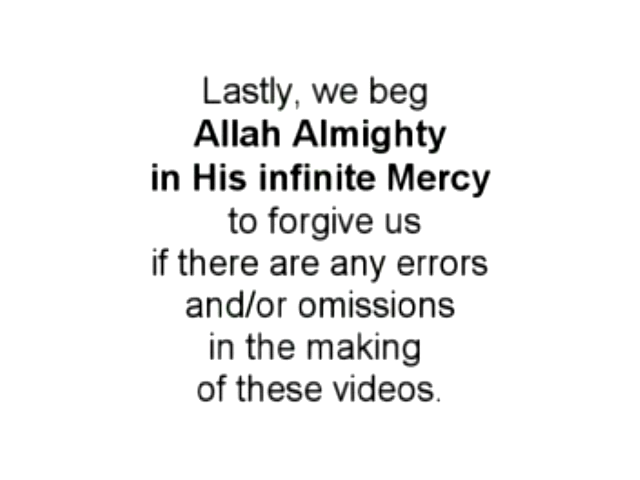 Lastly, we beg
Allah Almighty
in His infinite Mercy
to forgive us
if there are any errors
and/or omissions
in the making
of these videos.